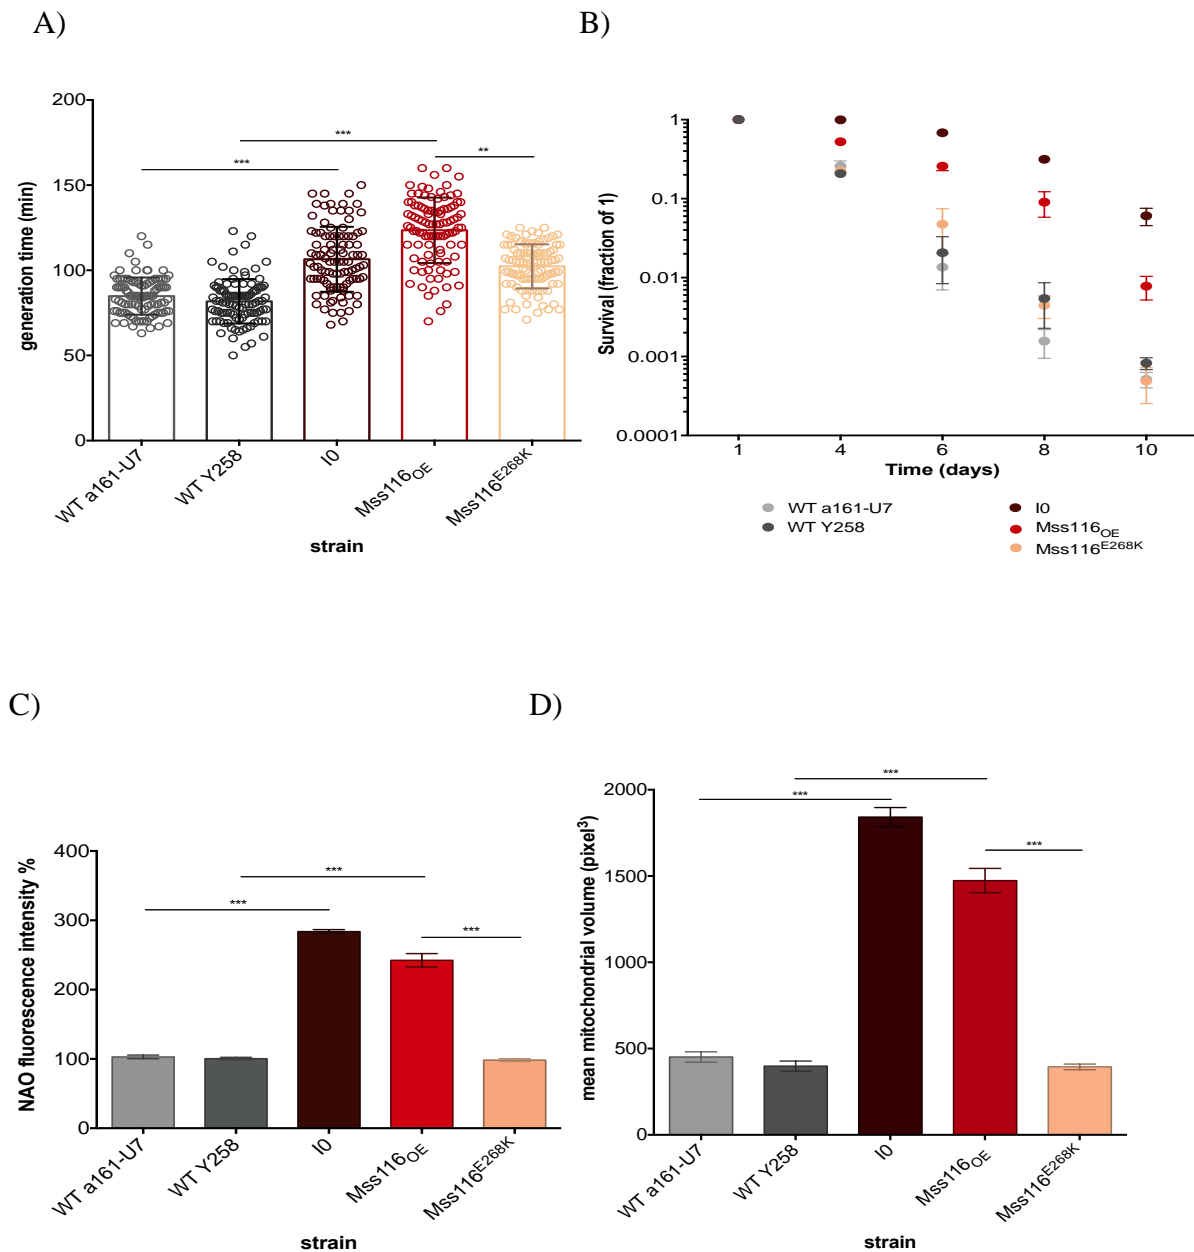 A)
generation time (min)
200
150
100
50
0
***
***
**
WT a161-U7
WT Y258
I0
Mss116OE
Mss116E268K
strain
B)
Survival (fraction of 1)
1
0.1
0.01
0.001
0.0001
1
4
6
8
10
Time (days)
WT a161-U7
WT Y258
I0
Mss116OE
Mss116E268K
C)
NAO fluorescence intensity %
400
300
200
100
0
***
***
***
WT a161-U7
WT Y258
I0
Mss116OE
Mss116E268K
strain
D)
mean mitochondrial volume (pixel³)
2000
1500
1000
500
0
***
***
***
WT a161-U7
WT Y258
I0
Mss116OE
Mss116E268K
strain